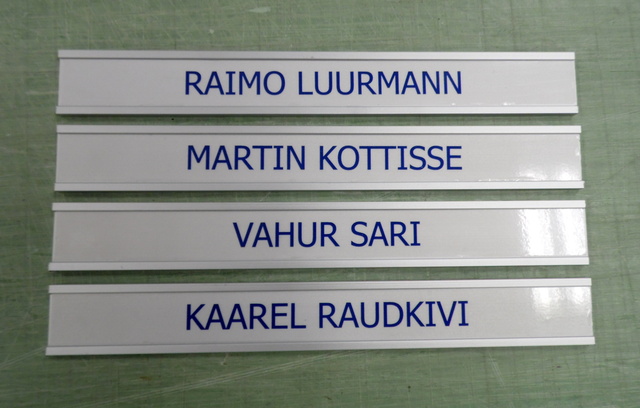 RAIMO LUURMANN
MARTIN KOTTISSE
VAHUR SARI
KAAREL RAUDKIVI